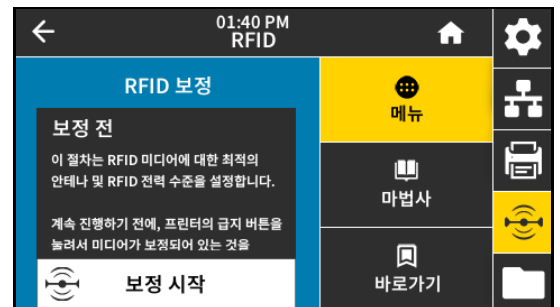 01:40 PM
RFID
RFID 보정
보정 전
이 절차는 RFID 미디어에 대한 최적의
안테나 및 RFID 전력 수준을 설정합니다.
계속 진행하기 전에, 프린터의 급지 버튼을
눌러서 미디어가 보정되어 있는 것을
보정 시작
메뉴
마법사
바로가기